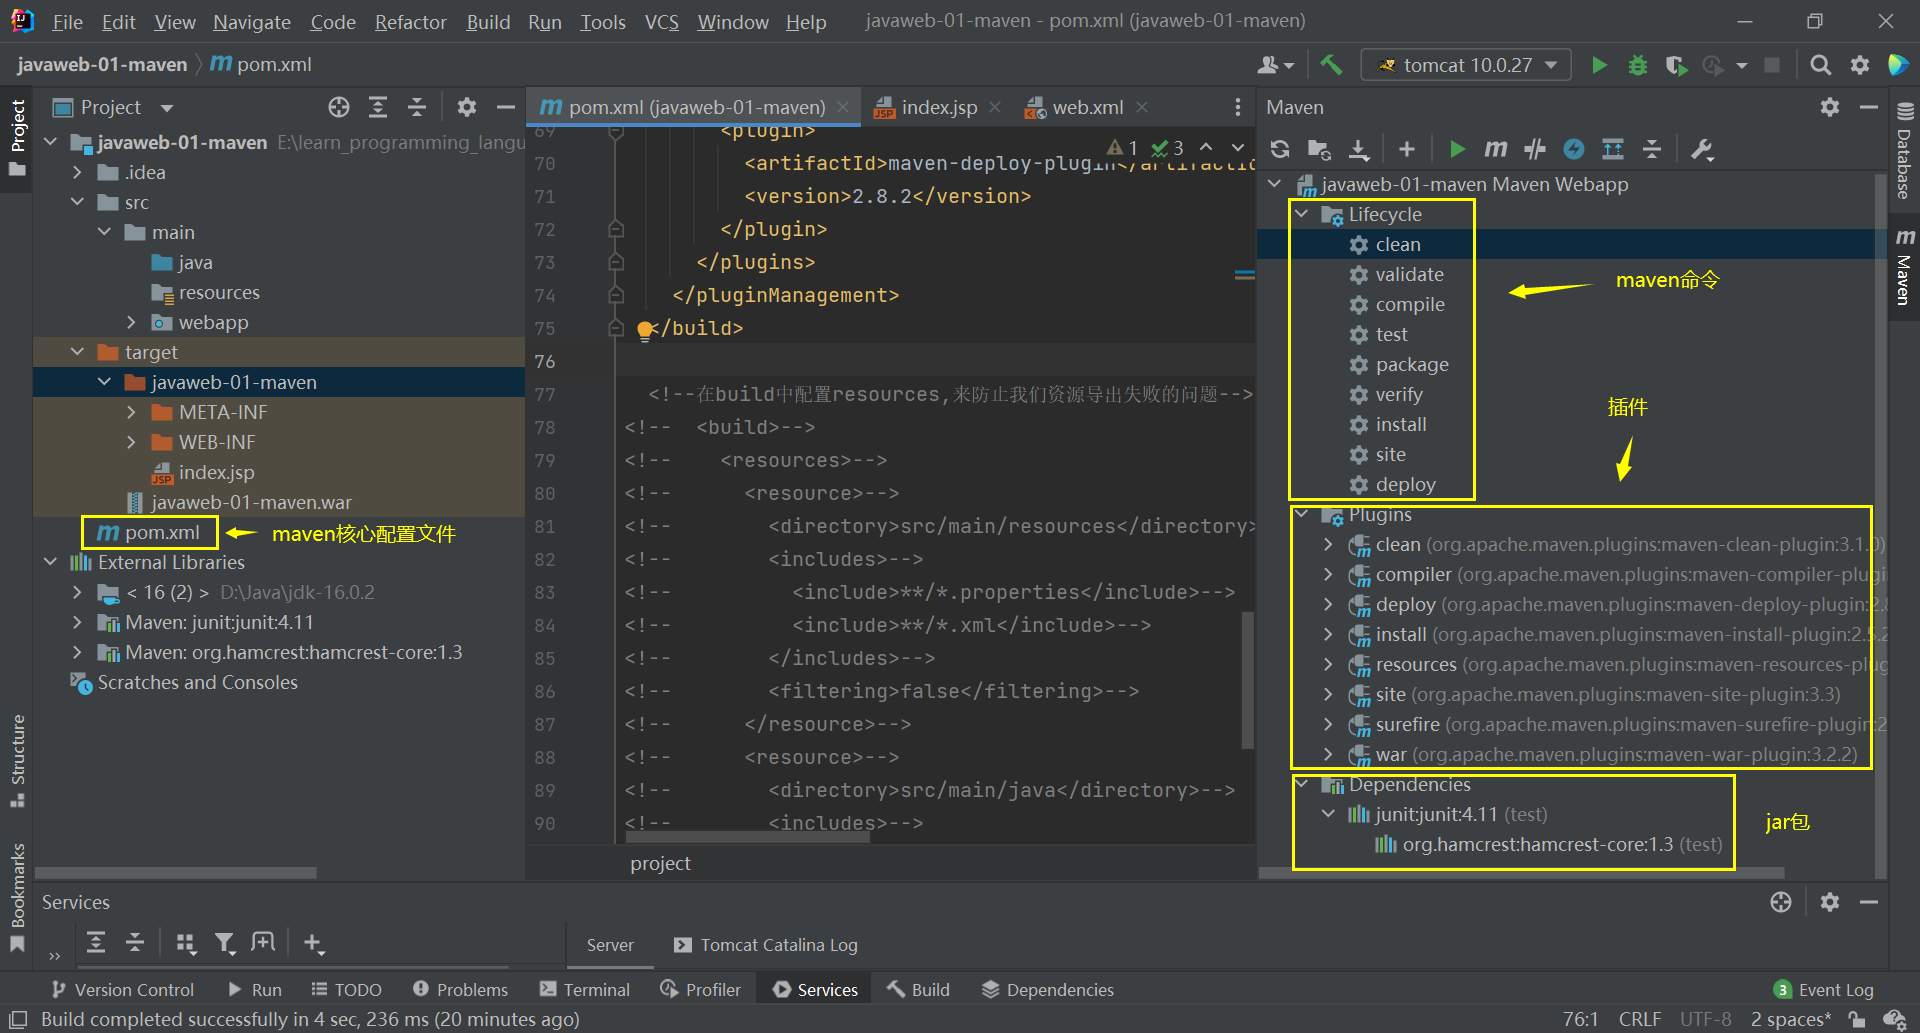 File Edit View Navigate Code Refactor Build Run Tools VCS Window Help javaweb-01-maven - pom.xml (javaweb-01-maven)
javaweb-01-maven pom.xml
tomcat 10.0.27
Project
Project
javaweb-01-maven E:\learn_programming_langu
.idea
src
main
java
resources
webapp
target
javaweb-01-maven
META-INF
WEB-INF
index.jsp
javaweb-01-maven.war
pom.xml
maven核心配置文件
External Libraries
< 16 (2) > D:\Java\jdk-16.0.2
Maven: junit:junit:4.11
Maven: org.hamcrest:hamcrest-core:1.3
Scratches and Consoles
Structure
Bookmarks
pom.xml (javaweb-01-maven) index.jsp web.xml
1 3
69 <plugin>
70 <artifactId>maven-deploy-plugin</artifactId
71 <version>2.8.2</version>
72 </plugin>
73 </plugins>
74 </pluginManagement>
75 </build>
76
77 <!--在build中配置resources,来防止我们资源导出失败的问题-->
78 <!-- <build>-->
79 <!-- <resources>-->
80 <!-- <resource>-->
81 <!-- <directory>src/main/resources</directory>
82 <!-- <includes>-->
83 <!-- <include>**/*.properties</include>-->
84 <!-- <include>**/*.xml</include>-->
85 <!-- </includes>-->
86 <!-- <filtering>false</filtering>-->
87 <!-- </resource>-->
88 <!-- <resource>-->
89 <!-- <directory>src/main/java</directory>-->
90 <!-- <includes>-->
project
Maven
javaweb-01-maven Maven Webapp
Lifecycle
clean
validate
compile
test
package
verify
install
site
deploy
maven命令
插件
Plugins
clean (org.apache.maven.plugins:maven-clean-plugin:3.1.0)
compiler (org.apache.maven.plugins:maven-compiler-plugi
deploy (org.apache.maven.plugins:maven-deploy-plugin:2.8
install (org.apache.maven.plugins:maven-install-plugin:2.5.2
resources (org.apache.maven.plugins:maven-resources-plug
site (org.apache.maven.plugins:maven-site-plugin:3.3)
surefire (org.apache.maven.plugins:maven-surefire-plugin:2
war (org.apache.maven.plugins:maven-war-plugin:3.2.2)
Dependencies
junit:junit:4.11 (test)
org.hamcrest:hamcrest-core:1.3 (test)
jar包
Database
Maven
Services
Server Tomcat Catalina Log
Version Control Run TODO Problems Terminal Profiler Services Build Dependencies 3 Event Log
Build completed successfully in 4 sec, 236 ms (20 minutes ago) 76:1 CRLF UTF-8 2 spaces*